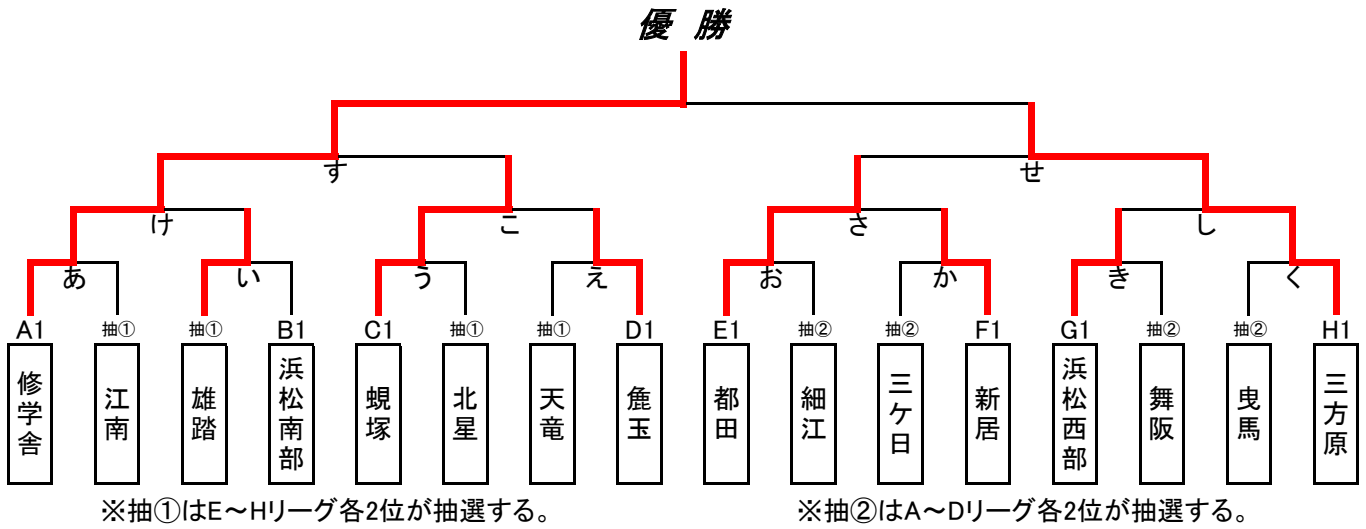 優 勝
す せ
け こ さ し
あ い う え お か き く
A1 抽① 抽① B1 C1 抽① 抽① D1 E1 抽② 抽② F1 G1 抽② 抽② H1
修学舎 江南 雄踏 浜松南部 蜆塚 北星 天竜 麁玉 都田 細江 三ケ日 新居 浜松西部 舞阪 曳馬 三方原
※抽①はE～Hリーグ各2位が抽選する。 ※抽②はA～Dリーグ各2位が抽選する。